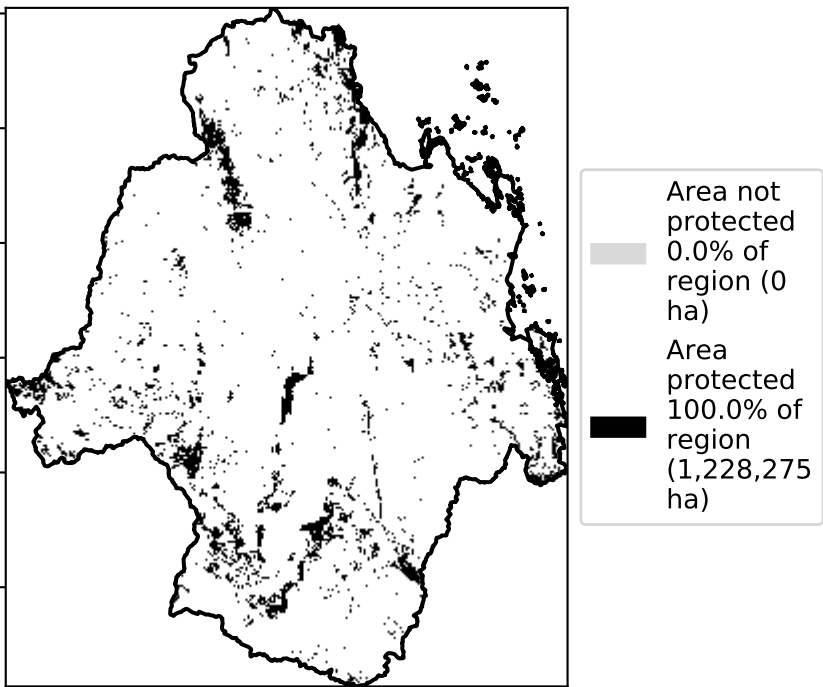 Area not
protected
0.0% of
region (0
ha)
Area
protected
100.0% of
region
(1,228,275
ha)